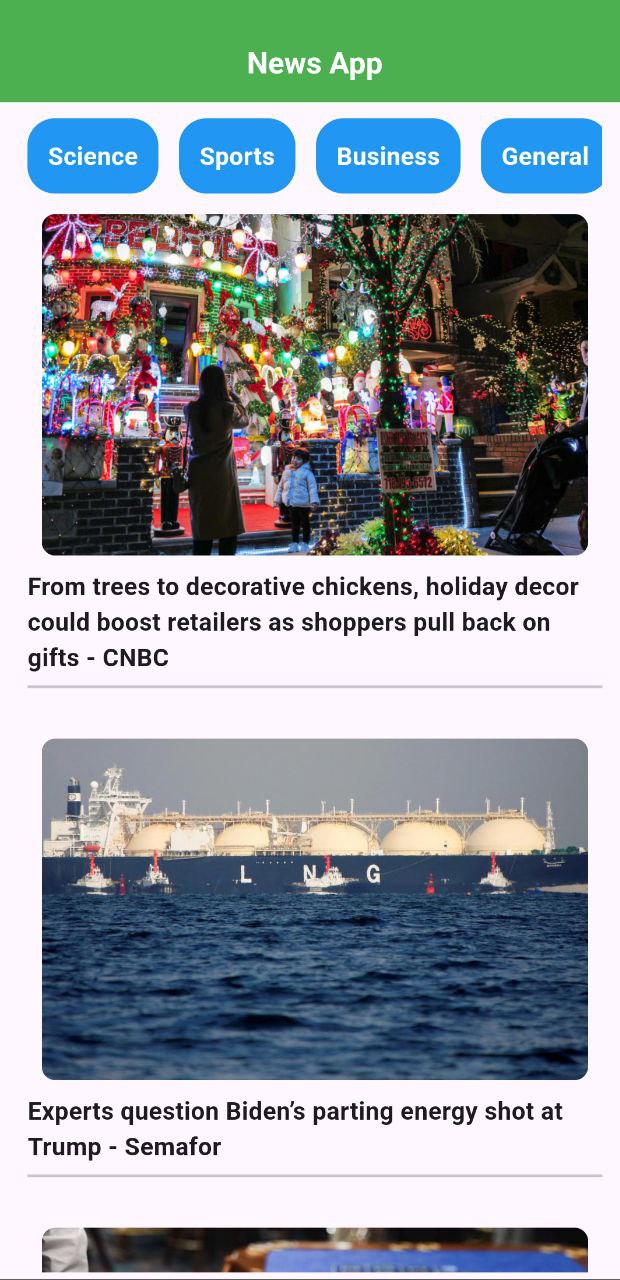 News App
Science Sports Business General
From trees to decorative chickens, holiday decor
could boost retailers as shoppers pull back on
gifts - CNBC
L N G
Experts question Biden’s parting energy shot at
Trump - Semafor